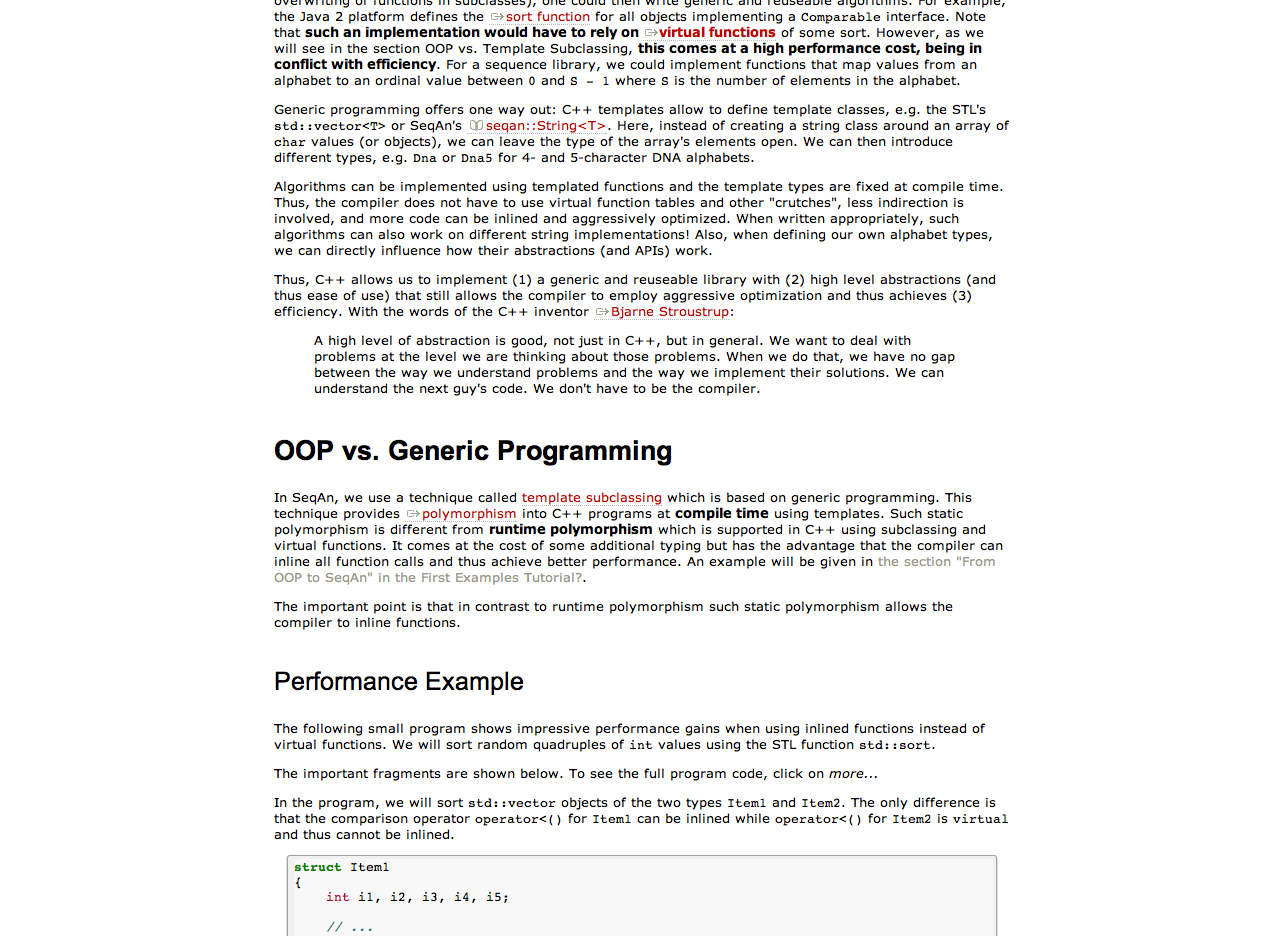 overwriting of functions in subclasses), one could then write generic and reuseable algorithms. For example,
the Java 2 platform defines the sort function for all objects implementing a Comparable interface. Note
that such an implementation would have to rely on virtual functions of some sort. However, as we
will see in the section OOP vs. Template Subclassing, this comes at a high performance cost, being in
conflict with efficiency. For a sequence library, we could implement functions that map values from an
alphabet to an ordinal value between 0 and S - 1 where S is the number of elements in the alphabet.
Generic programming offers one way out: C++ templates allow to define template classes, e.g. the STL's
std::vector<T> or SeqAn's seqan::String<T>. Here, instead of creating a string class around an array of
char values (or objects), we can leave the type of the array's elements open. We can then introduce
different types, e.g. Dna or Dna5 for 4- and 5-character DNA alphabets.
Algorithms can be implemented using templated functions and the template types are fixed at compile time.
Thus, the compiler does not have to use virtual function tables and other "crutches", less indirection is
involved, and more code can be inlined and aggressively optimized. When written appropriately, such
algorithms can also work on different string implementations! Also, when defining our own alphabet types,
we can directly influence how their abstractions (and APIs) work.
Thus, C++ allows us to implement (1) a generic and reuseable library with (2) high level abstractions (and
thus ease of use) that still allows the compiler to employ aggressive optimization and thus achieves (3)
efficiency. With the words of the C++ inventor Bjarne Stroustrup:
A high level of abstraction is good, not just in C++, but in general. We want to deal with
problems at the level we are thinking about those problems. When we do that, we have no gap
between the way we understand problems and the way we implement their solutions. We can
understand the next guy's code. We don't have to be the compiler.
OOP vs. Generic Programming
In SeqAn, we use a technique called template subclassing which is based on generic programming. This
technique provides polymorphism into C++ programs at compile time using templates. Such static
polymorphism is different from runtime polymorphism which is supported in C++ using subclassing and
virtual functions. It comes at the cost of some additional typing but has the advantage that the compiler can
inline all function calls and thus achieve better performance. An example will be given in the section "From
OOP to SeqAn" in the First Examples Tutorial?.
The important point is that in contrast to runtime polymorphism such static polymorphism allows the
compiler to inline functions.
Performance Example
The following small program shows impressive performance gains when using inlined functions instead of
virtual functions. We will sort random quadruples of int values using the STL function std::sort.
The important fragments are shown below. To see the full program code, click on more...
In the program, we will sort std::vector objects of the two types Item1 and Item2. The only difference is
that the comparison operator operator<() for Item1 can be inlined while operator<() for Item2 is virtual
and thus cannot be inlined.
struct Item1
{
int i1, i2, i3, i4, i5;
// ...